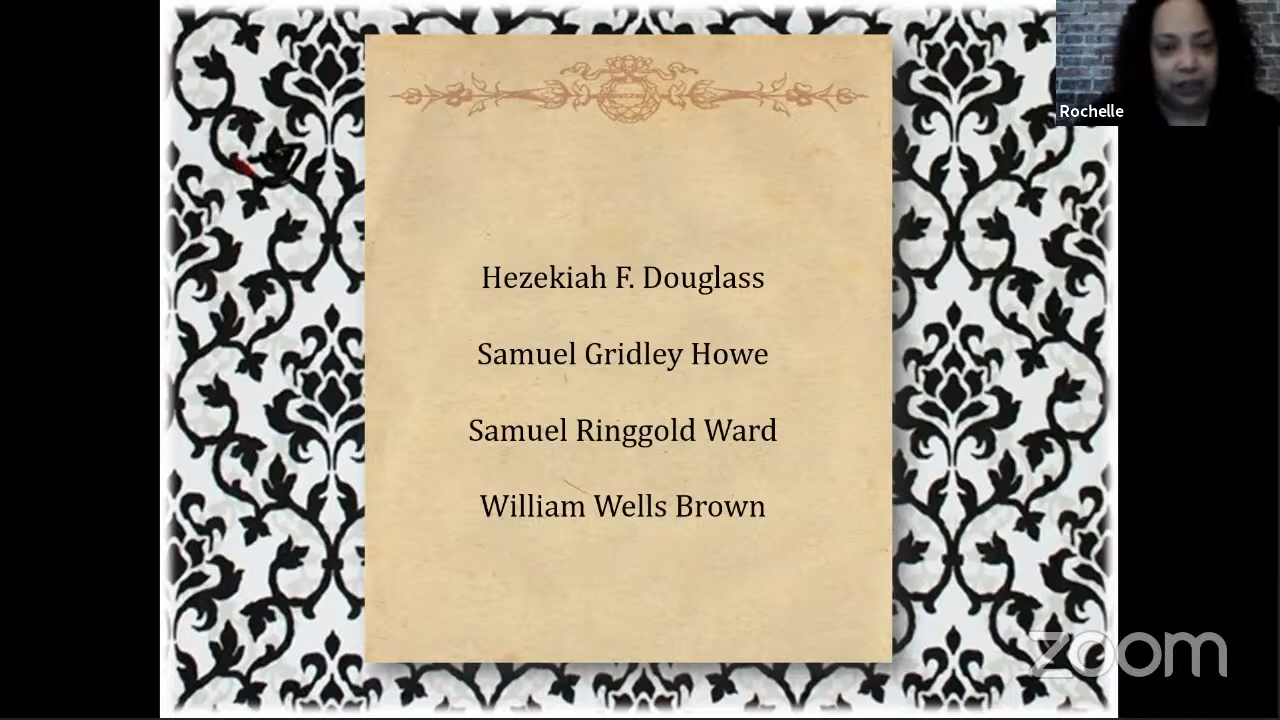 Rochelle
Hezekiah F. Douglass
Samuel Gridley Howe
Samuel Ringgold Ward
William Wells Brown
zoom